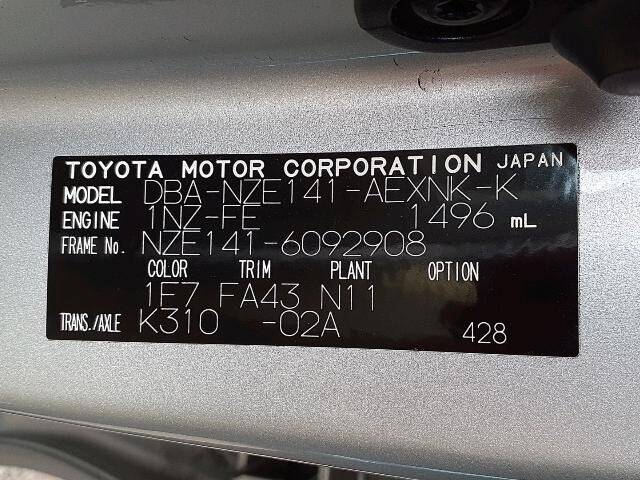 TOYOTA MOTOR CORPORATION JAPAN
MODEL DBA-NZE141-AEXNK-K
ENGINE 1NZ-FE 1496 mL
FRAME No. NZE141-6092908
COLOR TRIM PLANT OPTION
1E7 FA43 N11
TRANS./AXLE K310 -02A 428